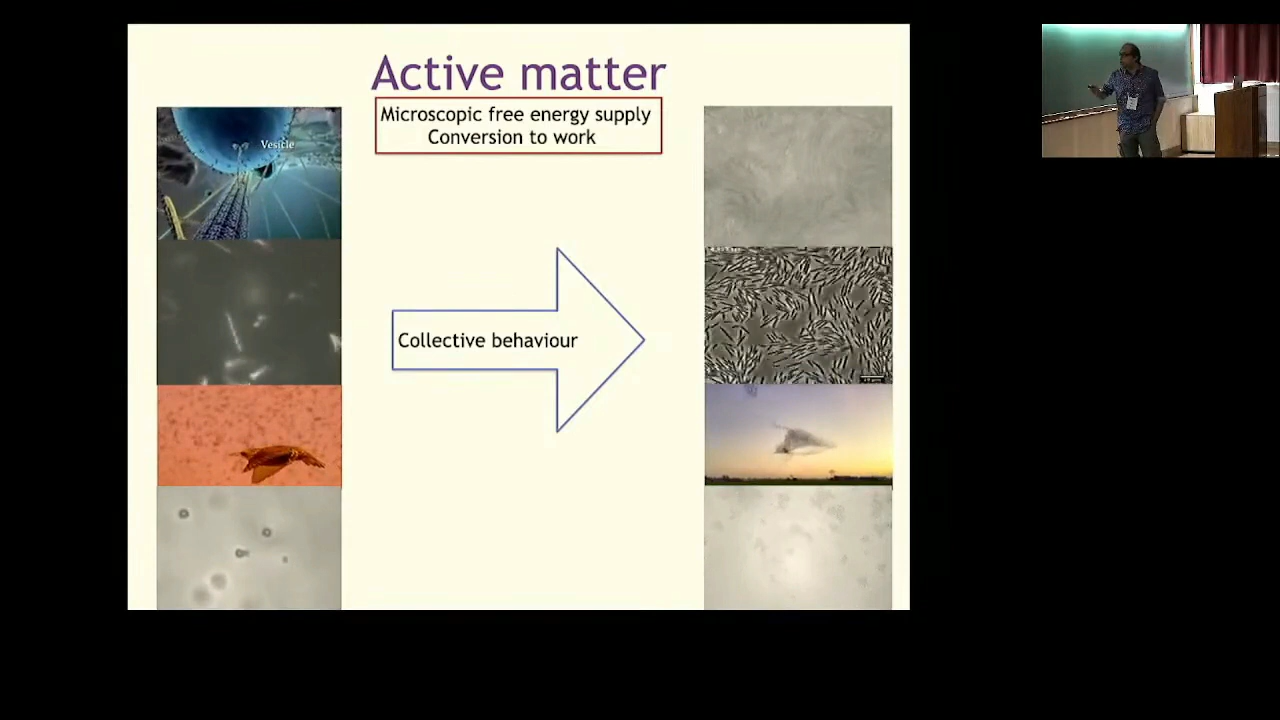 Active matter
Microscopic free energy supply
Conversion to work
Vesicle
Collective behaviour